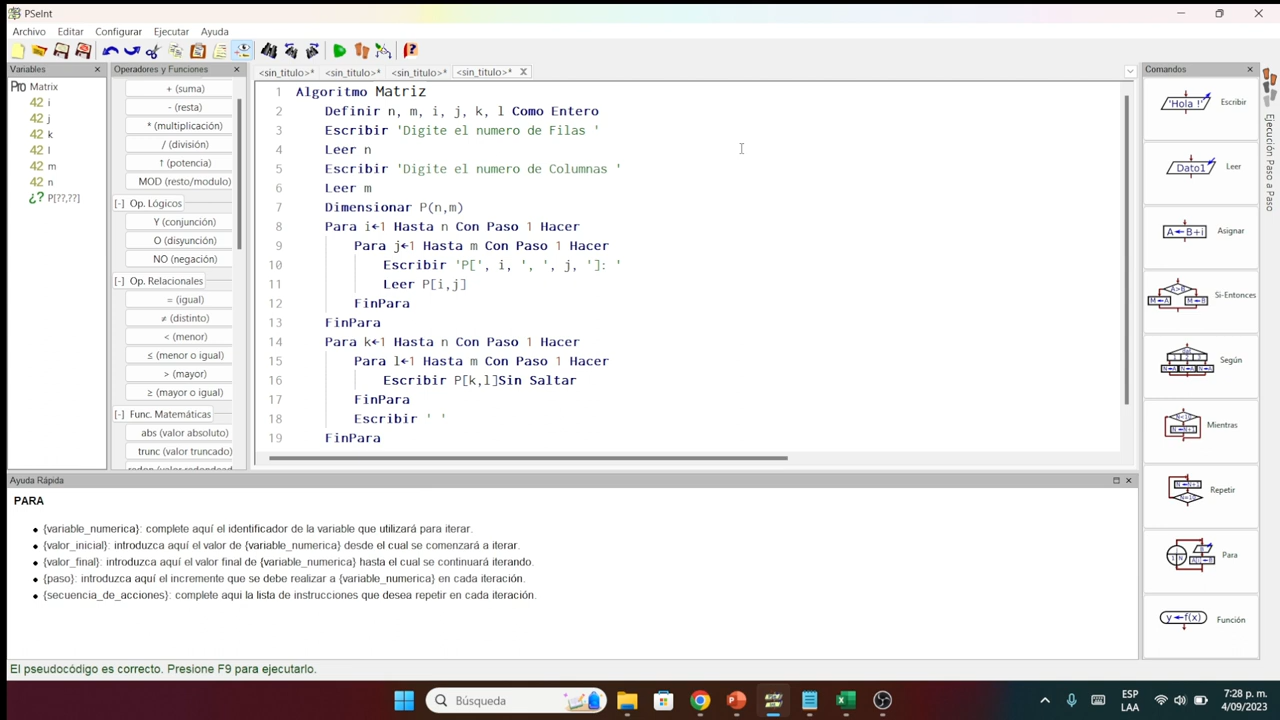 PSeInt
Archivo Editar Configurar Ejecutar Ayuda
Variables
Operadores y Funciones
<sin_titulo>* <sin_titulo>* <sin_titulo>* <sin_titulo>*
Comandos
Matrix
42 i
42 j
42 k
42 l
42 m
42 n
¿? P[??,??]
+ (suma)
- (resta)
* (multiplicación)
/ (división)
↑ (potencia)
MOD (resto/modulo)
[-] Op. Lógicos
Y (conjunción)
O (disyunción)
NO (negación)
[-] Op. Relacionales
= (igual)
≠ (distinto)
< (menor)
≤ (menor o igual)
> (mayor)
≥ (mayor o igual)
[-] Func. Matemáticas
abs (valor absoluto)
trunc (valor truncado)
1 Algoritmo Matriz
2 Definir n, m, i, j, k, l Como Entero
3 Escribir 'Digite el numero de Filas '
4 Leer n
5 Escribir 'Digite el numero de Columnas '
6 Leer m
7 Dimensionar P(n,m)
8 Para i←1 Hasta n Con Paso 1 Hacer
9 Para j←1 Hasta m Con Paso 1 Hacer
10 Escribir 'P[', i, ', ', j, ']: '
11 Leer P[i,j]
12 FinPara
13 FinPara
14 Para k←1 Hasta n Con Paso 1 Hacer
15 Para l←1 Hasta m Con Paso 1 Hacer
16 Escribir P[k,l]Sin Saltar
17 FinPara
18 Escribir ' '
19 FinPara
'Hola !' Escribir
Dato1 Leer
A←B+i Asignar
Si-Entonces
Según
Mientras
Repetir
Para
y←f(x) Función
Ejecución Paso a Paso
Ayuda Rápida
PARA
• {variable_numerica}: complete aquí el identificador de la variable que utilizará para iterar.
• {valor_inicial}: introduzca aquí el valor de {variable_numerica} desde el cual se comenzará a iterar.
• {valor_final}: introduzca aquí el valor final de {variable_numerica} hasta el cual se continuará iterando.
• {paso}: introduzca aquí el incremente que se debe realizar a {variable_numerica} en cada iteración.
• {secuencia_de_acciones}: complete aqui la lista de instrucciones que desea repetir en cada iteración.
El pseudocódigo es correcto. Presione F9 para ejecutarlo.
Búsqueda
ESP
LAA
7:28 p. m.
4/09/2023